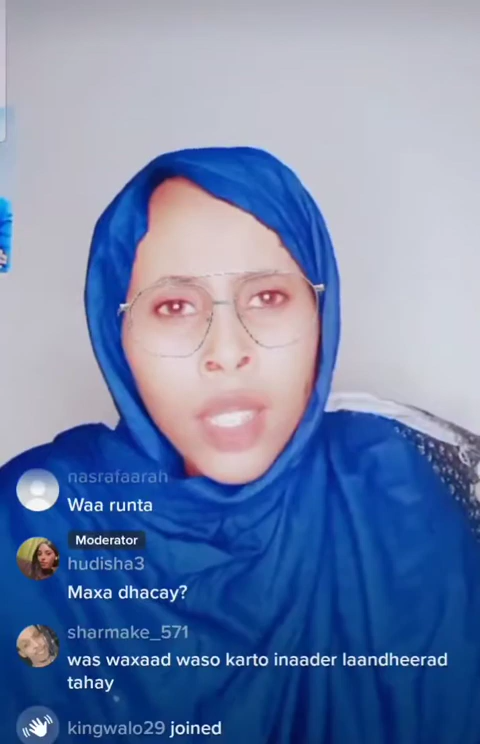 nasrafaarah
Waa runta
Moderator
hudisha3
Maxa dhacay?
sharmake_571
was waxaad waso karto inaader laandheerad
tahay
kingwalo29 joined